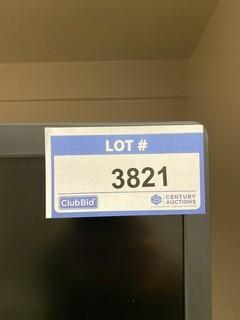 LOT #
3821
ClubBid
CENTURY
AUCTIONS